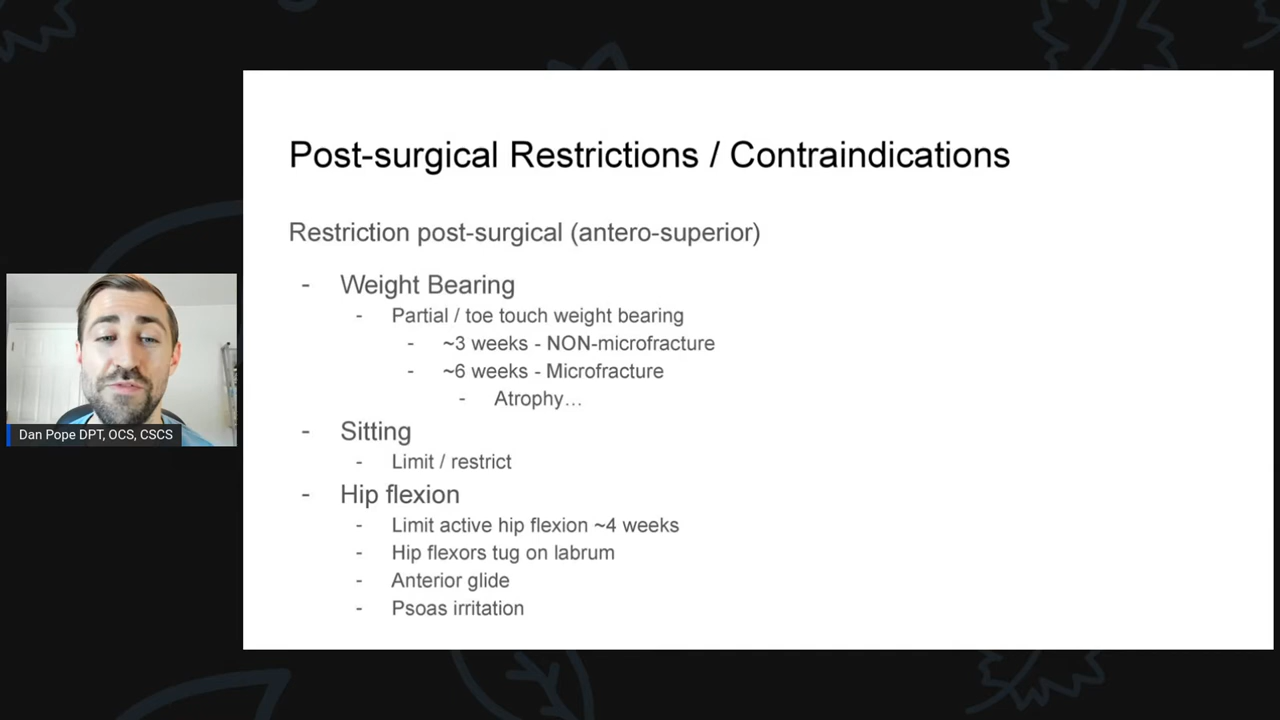 Post-surgical Restrictions / Contraindications
Restriction post-surgical (antero-superior)
- Weight Bearing
- Partial / toe touch weight bearing
- ~3 weeks - NON-microfracture
- ~6 weeks - Microfracture
- Atrophy…
- Sitting
- Limit / restrict
- Hip flexion
- Limit active hip flexion ~4 weeks
- Hip flexors tug on labrum
- Anterior glide
- Psoas irritation
Dan Pope DPT, OCS, CSCS